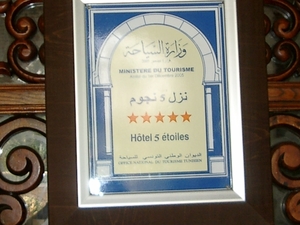 وزارة السياحة
MINISTERE DU TOURISME
نزل 5 نجوم
Hôtel 5 étoiles
الديوان الوطني التونسي للسياحة
OFFICE NATIONAL DU TOURISME TUNISIEN